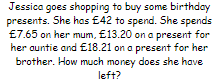 Jessica goes shopping to buy some birthday
presents. She has £42 to spend. She spends
£7.65 on her mum, £13.20 on a present for
her auntie and £18.21 on a present for her
brother. How much money does she have
left?